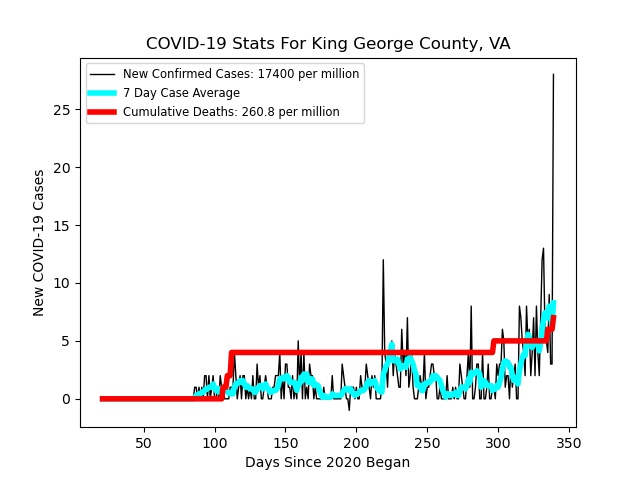 COVID-19 Stats For King George County, VA
New Confirmed Cases: 17400 per million
7 Day Case Average
Cumulative Deaths: 260.8 per million
New COVID-19 Cases
25
20
15
10
5
0
50 100 150 200 250 300 350
Days Since 2020 Began